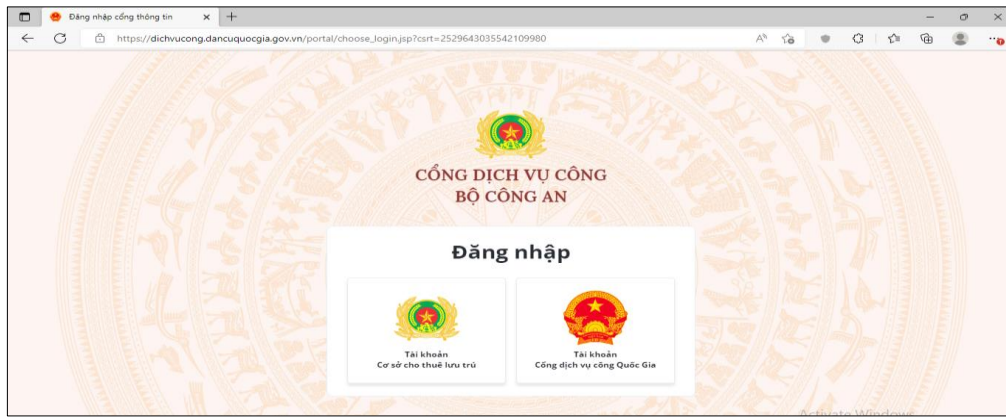 Đăng nhập cổng thông tin
https://dichvucong.dancuquocgia.gov.vn/portal/choose_login.jsp?csrt=2529643035542109980
CỔNG DỊCH VỤ CÔNG
BỘ CÔNG AN
Đăng nhập
Tài khoản
Cơ sở cho thuê lưu trú
Tài khoản
Cổng dịch vụ công Quốc Gia
Activate Windows